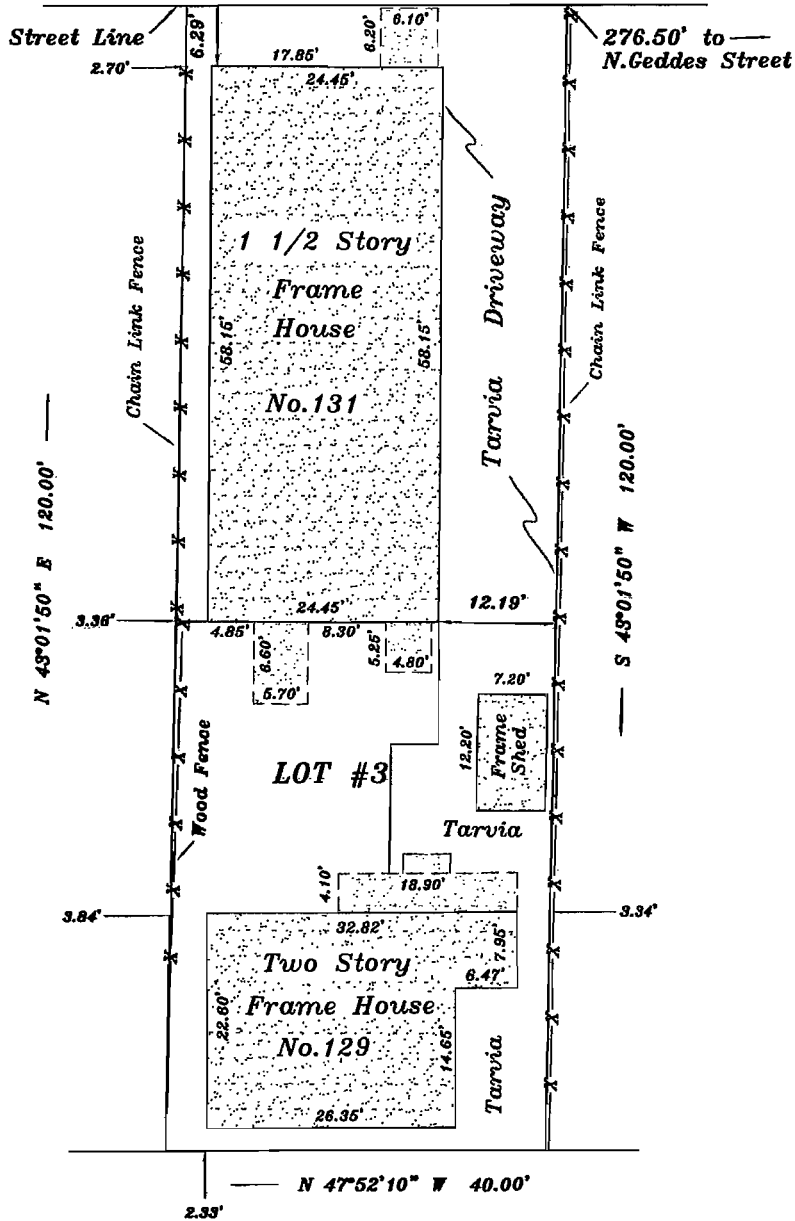 Street Line
6.29'
6.20'
6.10'
276.50' to
N.Geddes Street
2.70'
17.85'
24.45'
1 1/2 Story
Frame
House
No.131
58.15'
58.15'
Chain Link Fence
Tarvia Driveway
Chain Link Fence
N 43°01'50" E 120.00'
S 43°01'50" W 120.00'
3.36'
24.45'
12.19'
4.85'
8.60'
8.30'
5.25'
4.80'
5.70'
7.20'
12.20'
Frame
Shed
LOT #3
Wood Fence
Tarvia
4.10'
18.90'
3.84'
3.34'
32.82'
7.95'
6.47'
Two Story
Frame House
No.129
22.60'
14.65'
Tarvia
26.35'
N 47°52'10" W 40.00'
2.33'